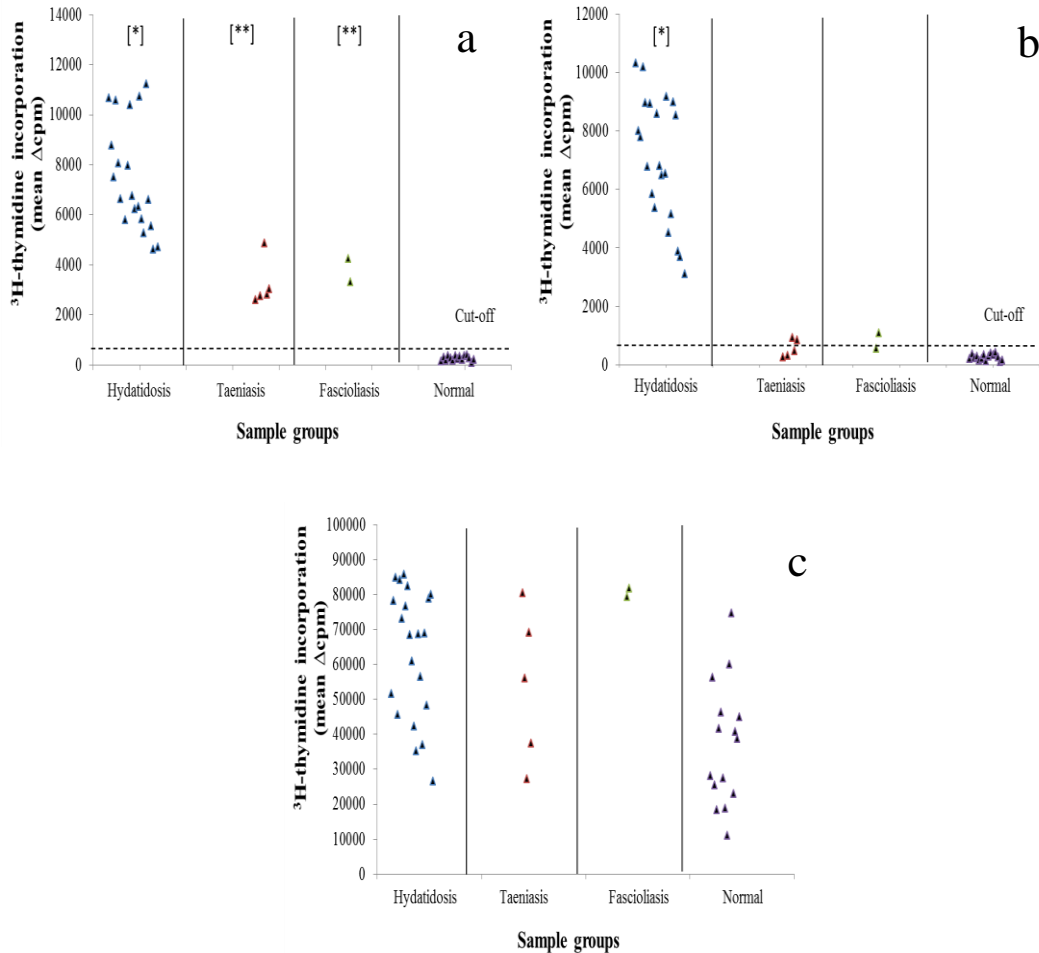 a
³H-thymidine incorporation
(mean Δcpm)
14000
12000
10000
8000
6000
4000
2000
0
[*]
[**]
[**]
Cut-off
Hydatidosis
Taeniasis
Fascioliasis
Normal
Sample groups
b
³H-thymidine incorporation
(mean Δcpm)
12000
10000
8000
6000
4000
2000
0
[*]
Cut-off
Hydatidosis
Taeniasis
Fascioliasis
Normal
Sample groups
c
³H-thymidine incorporation
(mean Δcpm)
100000
90000
80000
70000
60000
50000
40000
30000
20000
10000
0
Hydatidosis
Taeniasis
Fascioliasis
Normal
Sample groups